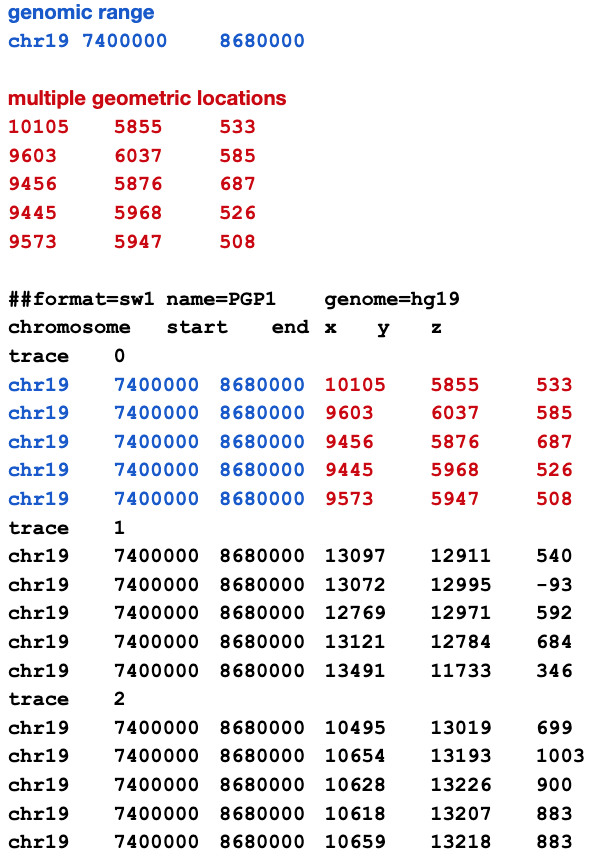 genomic range
chr19 7400000 8680000
multiple geometric locations
10105 5855 533
9603 6037 585
9456 5876 687
9445 5968 526
9573 5947 508
##format=sw1 name=PGP1 genome=hg19
chromosome start end x y z
trace 0
chr19 7400000 8680000 10105 5855 533
chr19 7400000 8680000 9603 6037 585
chr19 7400000 8680000 9456 5876 687
chr19 7400000 8680000 9445 5968 526
chr19 7400000 8680000 9573 5947 508
trace 1
chr19 7400000 8680000 13097 12911 540
chr19 7400000 8680000 13072 12995 -93
chr19 7400000 8680000 12769 12971 592
chr19 7400000 8680000 13121 12784 684
chr19 7400000 8680000 13491 11733 346
trace 2
chr19 7400000 8680000 10495 13019 699
chr19 7400000 8680000 10654 13193 1003
chr19 7400000 8680000 10628 13226 900
chr19 7400000 8680000 10618 13207 883
chr19 7400000 8680000 10659 13218 883